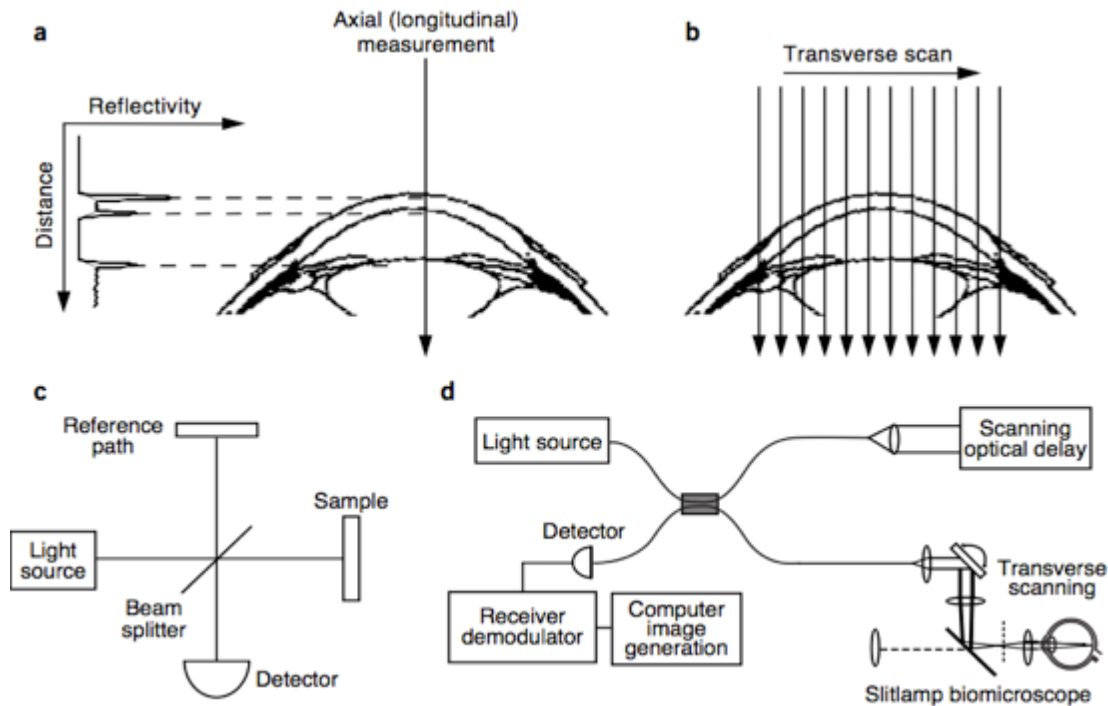 a
Axial (longitudinal)
measurement
Reflectivity
Distance
b
Transverse scan
c
Reference
path
Sample
Light
source
Beam
splitter
Detector
d
Light source
Scanning
optical delay
Detector
Receiver
demodulator
Computer
image
generation
Transverse
scanning
Slitlamp biomicroscope